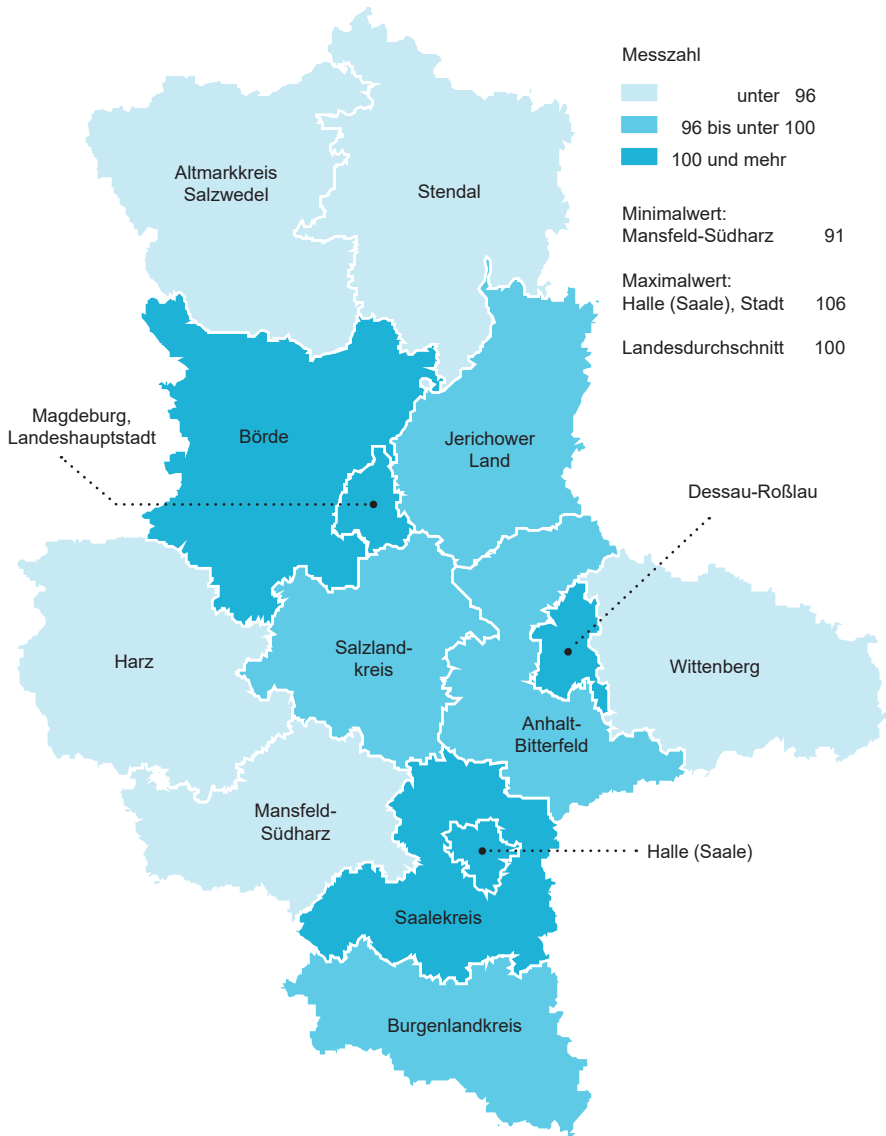 Messzahl
unter 96
96 bis unter 100
100 und mehr
Minimalwert:
Mansfeld-Südharz 91
Maximalwert:
Halle (Saale), Stadt 106
Landesdurchschnitt 100
Altmarkkreis
Salzwedel
Stendal
Magdeburg,
Landeshauptstadt
Börde
Jerichower
Land
Dessau-Roßlau
Harz
Salzland-
kreis
Wittenberg
Anhalt-
Bitterfeld
Mansfeld-
Südharz
Halle (Saale)
Saalekreis
Burgenlandkreis